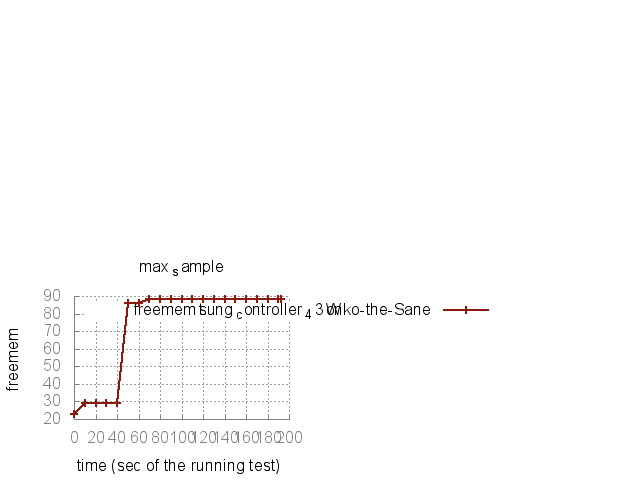 max sample
90
freemem sung controller 4 3 on Wiko-the-Sane
80
70
60
50
40
30
20
freemem
0 20 40 60 80 100 120 140 160 180 200
time (sec of the running test)